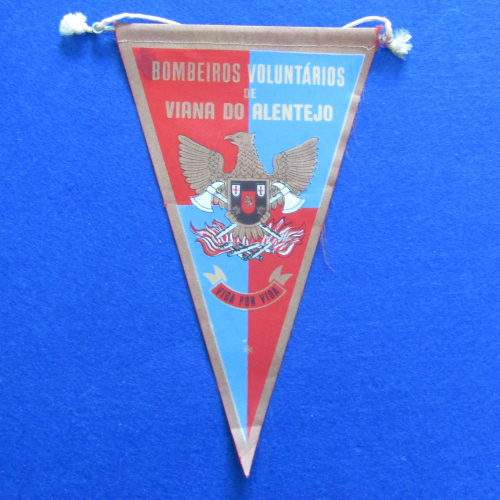 BOMBEIROS VOLUNTÁRIOS
DE
VIANA DO ALENTEJO
VIDA POR VIDA